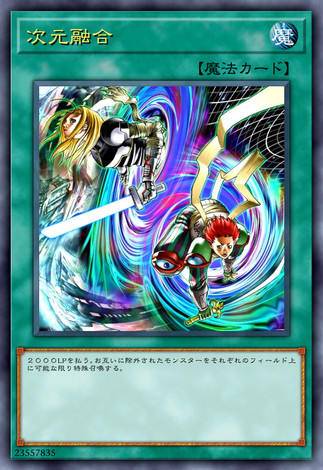 次元融合
魔
【魔法カード】
2000LPを払う。お互いに除外されたモンスターをそれぞれのフィールド上
に可能な限り特殊召喚する。
23557835